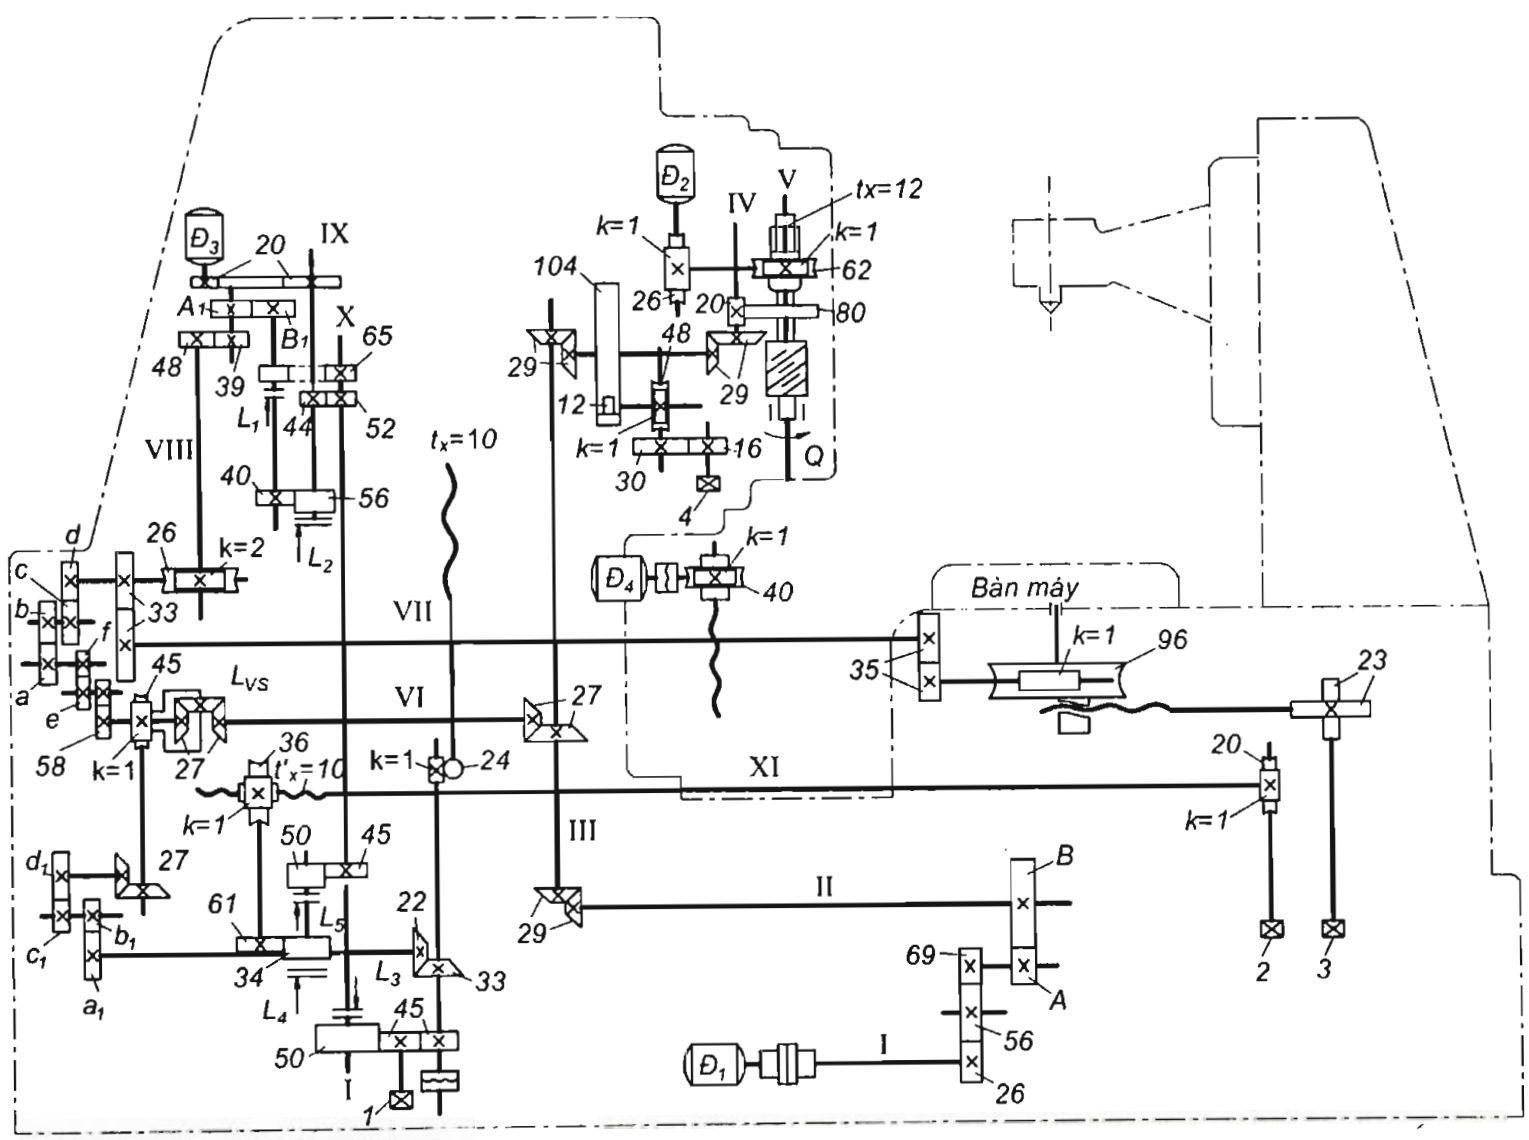 Đ₂
V
tx=12
IV
k=1
k=1
62
Đ₃
20
IX
104
26
20
80
A₁
B₁
X
65
48
39
48
29
29
L₁
44
52
12
k=1
tₓ=10
VIII
16
30
Q
40
56
4
L₂
d
26
k=2
c
k=1
Đ₄
40
Bàn máy
b
33
VII
f
k=1
96
35
23
45
L_VS
a
VI
27
e
58
k=1
27
36
t'ₓ=10
k=1
24
XI
20
k=1
k=1
III
50
45
B
d₁
27
II
61
22
L₅
29
c₁
b₁
34
L₃
33
69
2
3
a₁
L₄
A
45
50
56
Đ₁
I
I
26
1